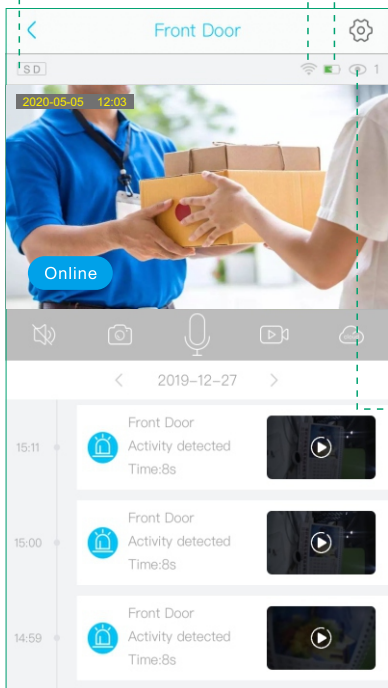 Front Door
SD
1
2020-05-05 12:03
Online
2019-12-27
15:11
Front Door
Activity detected
Time:8s
15:00
Front Door
Activity detected
Time:8s
14:59
Front Door
Activity detected
Time:8s